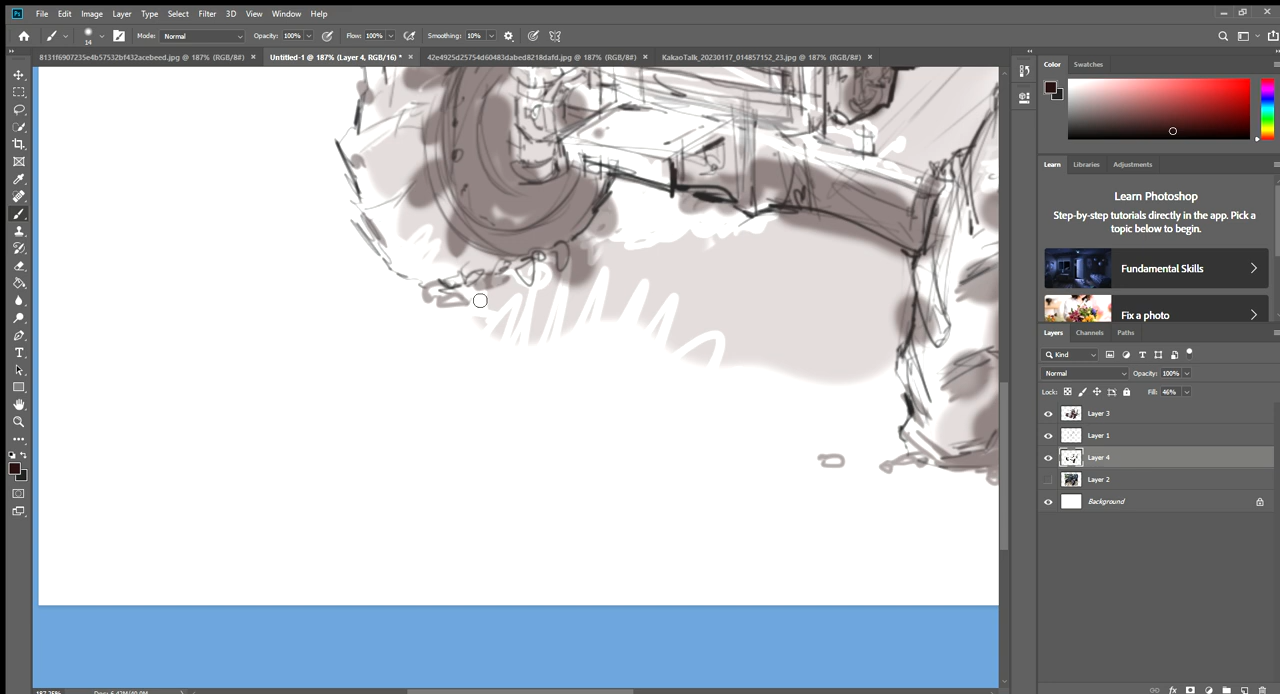 Ps File Edit Image Layer Type Select Filter 3D View Window Help
14 Mode: Normal Opacity: 100% Flow: 100% Smoothing: 10%
8131f6907235e4b57532bf432acebeed.jpg @ 187% (RGB/8#) × Untitled-1 @ 187% (Layer 4, RGB/16) * × 42e4925d25754d60483dabed8218dafd.jpg @ 187% (RGB/8#) × KakaoTalk_20230117_014857152_23.jpg @ 187% (RGB/8#) ×
Color Swatches
Learn Libraries Adjustments
Learn Photoshop
Step-by-step tutorials directly in the app. Pick a
topic below to begin.
Fundamental Skills
Fix a photo
Layers Channels Paths
Kind
Normal Opacity: 100%
Lock: Fill: 46%
Layer 3
Layer 1
Layer 4
Layer 2
Background
187.25%